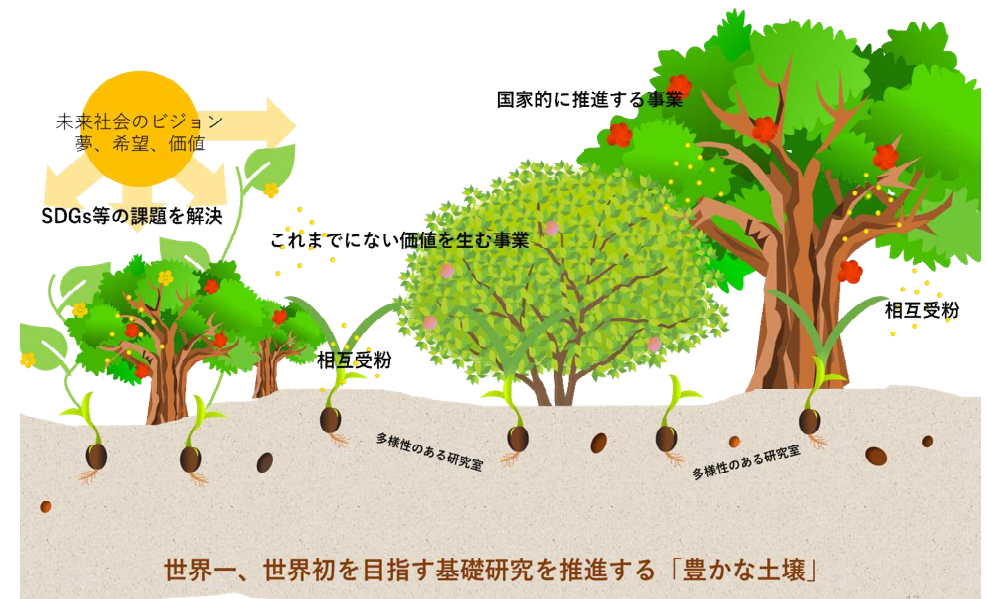 国家的に推進する事業
未来社会のビジョン
夢、希望、価値
SDGs等の課題を解決
これまでにない価値を生む事業
相互受粉
相互受粉
多様性のある研究室
多様性のある研究室
世界一、世界初を目指す基礎研究を推進する「豊かな土壌」